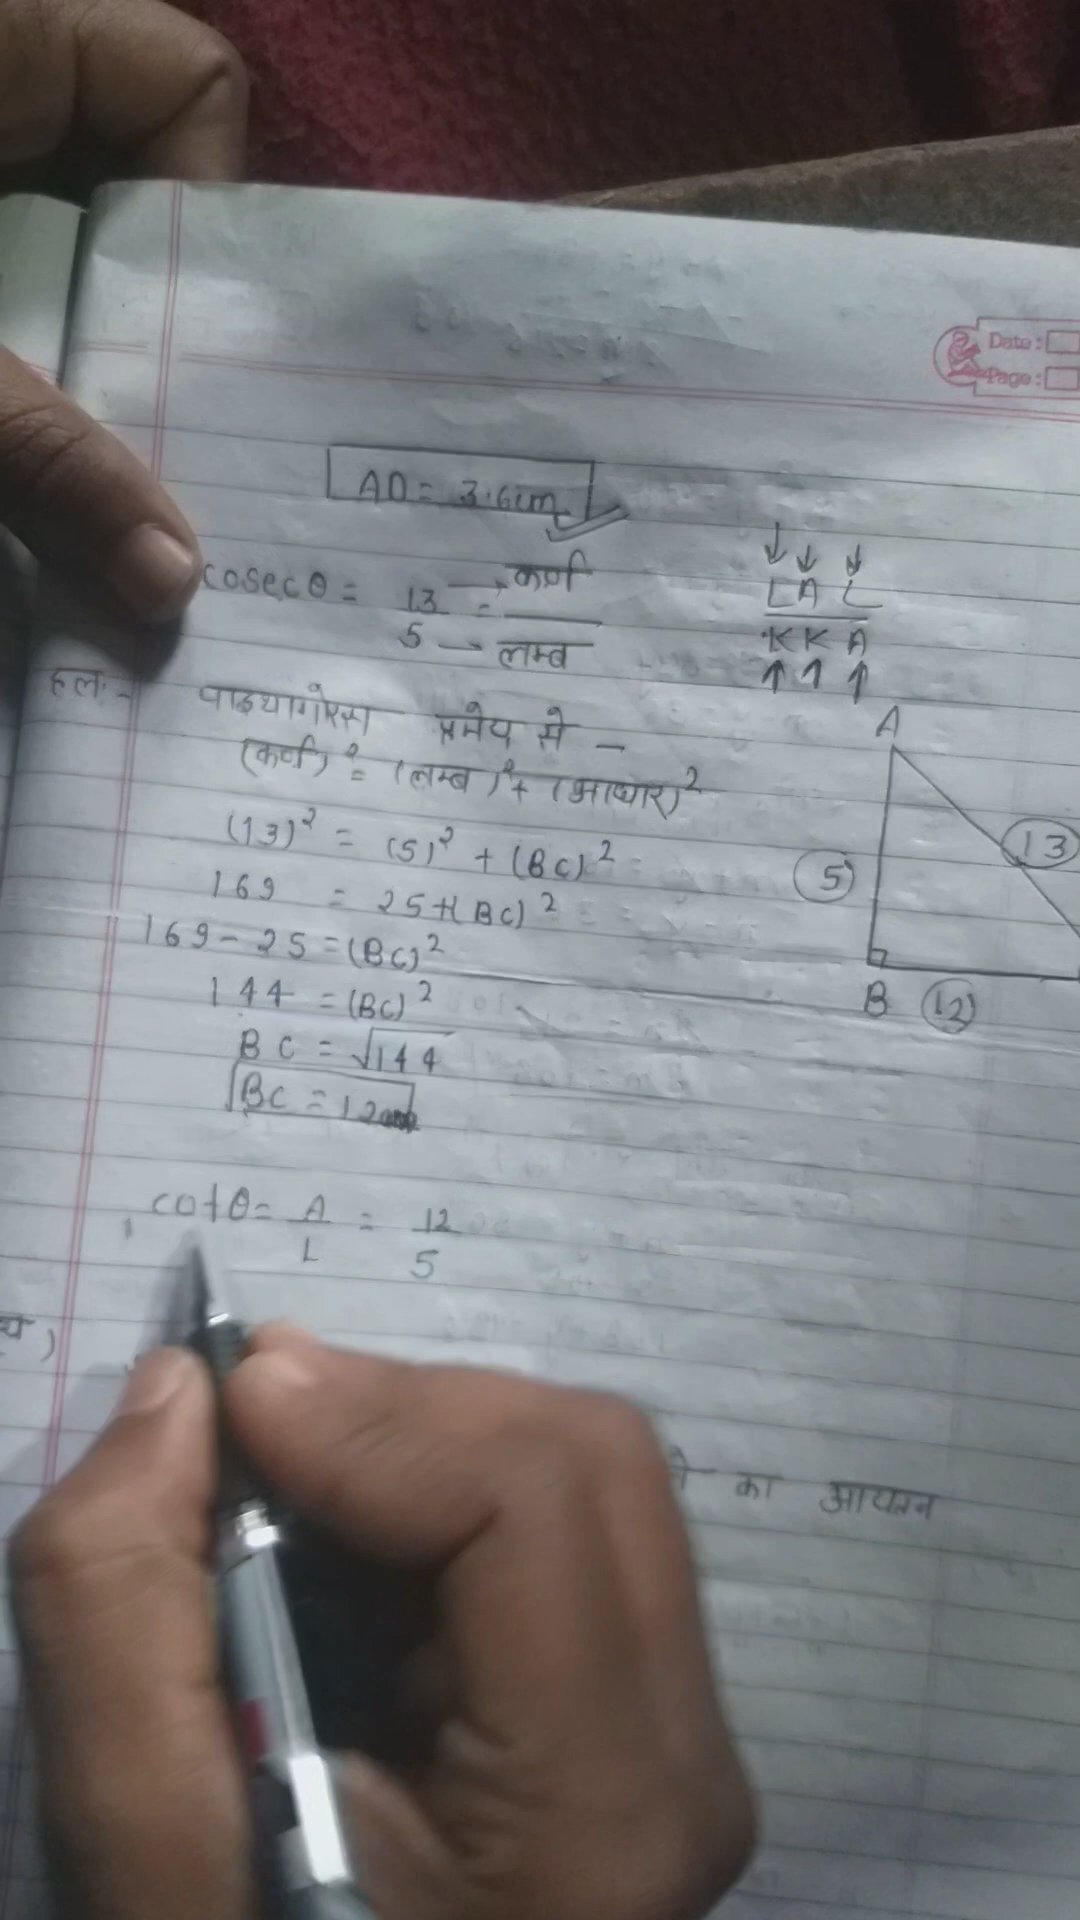 Date:
Page:
AD = 3.6cm
cosec θ = 13/5 = कर्ण/लम्ब
L A L
K K A
हल:- पाइथागोरस प्रमेय से -
(कर्ण)² = (लम्ब)² + (आधार)²
(13)² = (5)² + (BC)²
169 = 25+(BC)²
169 - 25 = (BC)²
144 = (BC)²
BC = √144
BC = 12
A
13
5
B 12
cotθ = A/L = 12/5
का आयतन